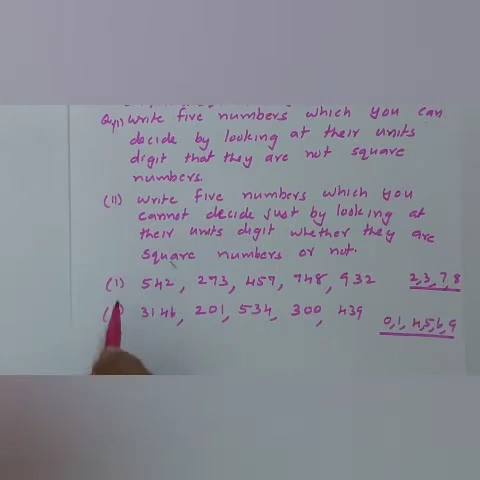 Q.(i) Write five numbers which you can
decide by looking at their units
digit that they are not square
numbers.
(II) write five numbers which you
cannot decide just by looking at
their units digit whether they are
square numbers or not.
(1) 542, 273, 457, 748, 932 2,3,7,8
3146, 201, 534, 300, 439
0,1,4,5,6,9